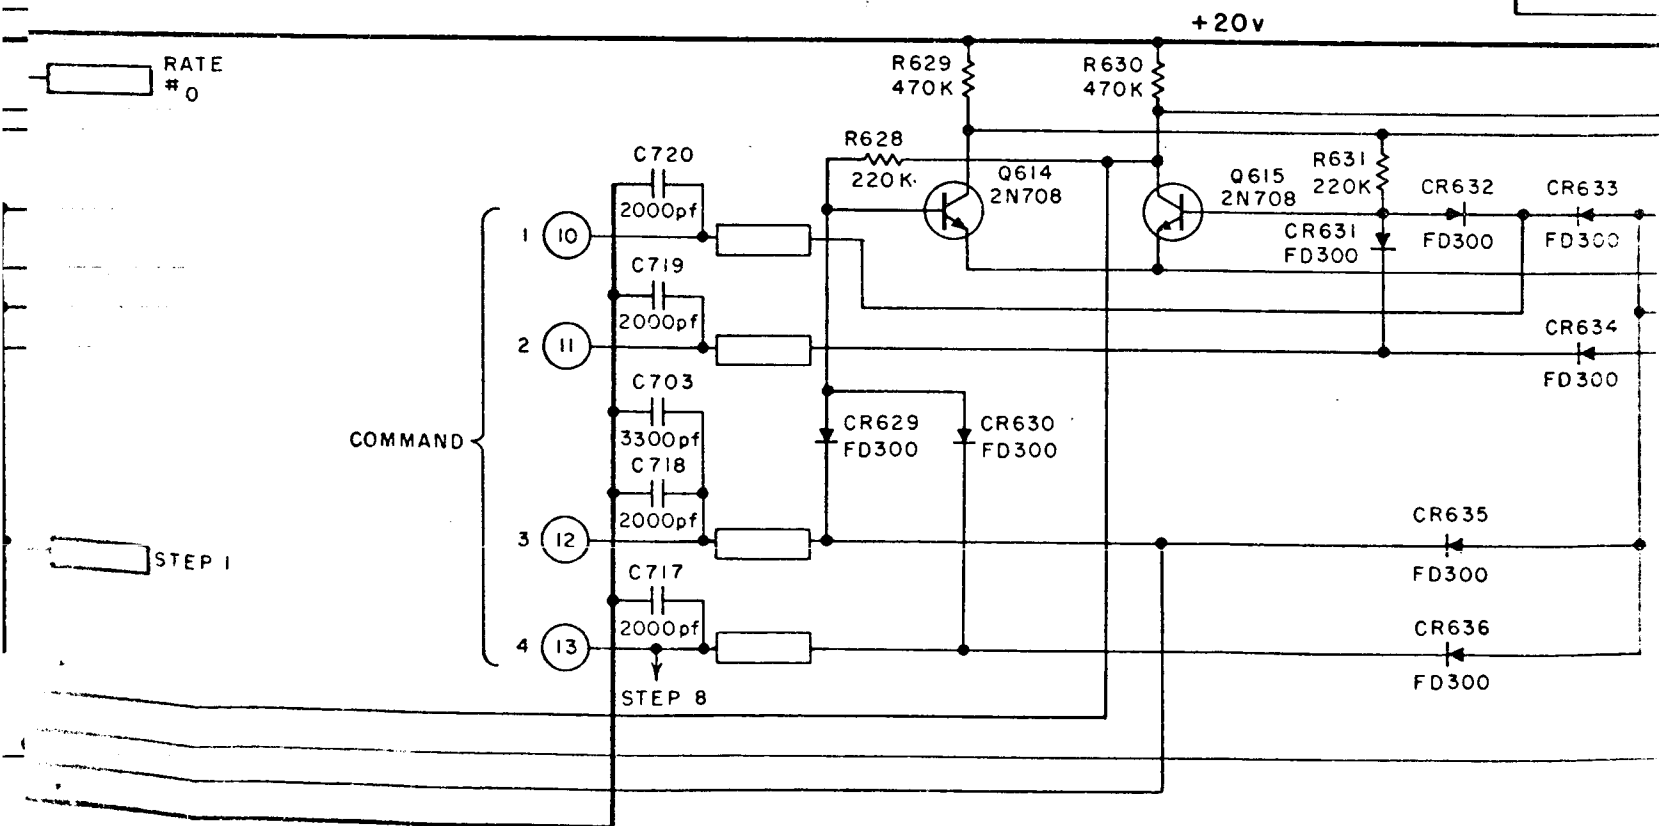 +20v
RATE
#0
R629
470K
R630
470K
R628
220K
C720
2000pf
Q614
2N708
Q615
2N708
R631
220K
CR632
FD300
CR633
FD300
CR631
FD300
1 10
C719
2000pf
2 11
CR634
FD300
C703
3300pf
C718
2000pf
COMMAND
CR629
FD300
CR630
FD300
3 12
CR635
FD300
STEP 1
C717
2000pf
4 13
STEP 8
CR636
FD300